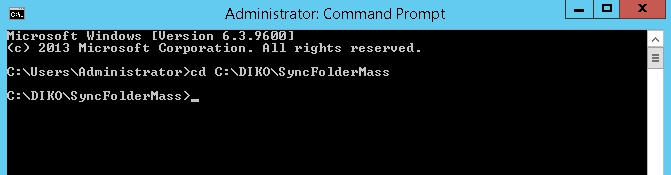 Administrator: Command Prompt
Microsoft Windows [Version 6.3.9600]
(c) 2013 Microsoft Corporation. All rights reserved.
C:\Users\Administrator>cd C:\DIKO\SyncFolderMass
C:\DIKO\SyncFolderMass>_